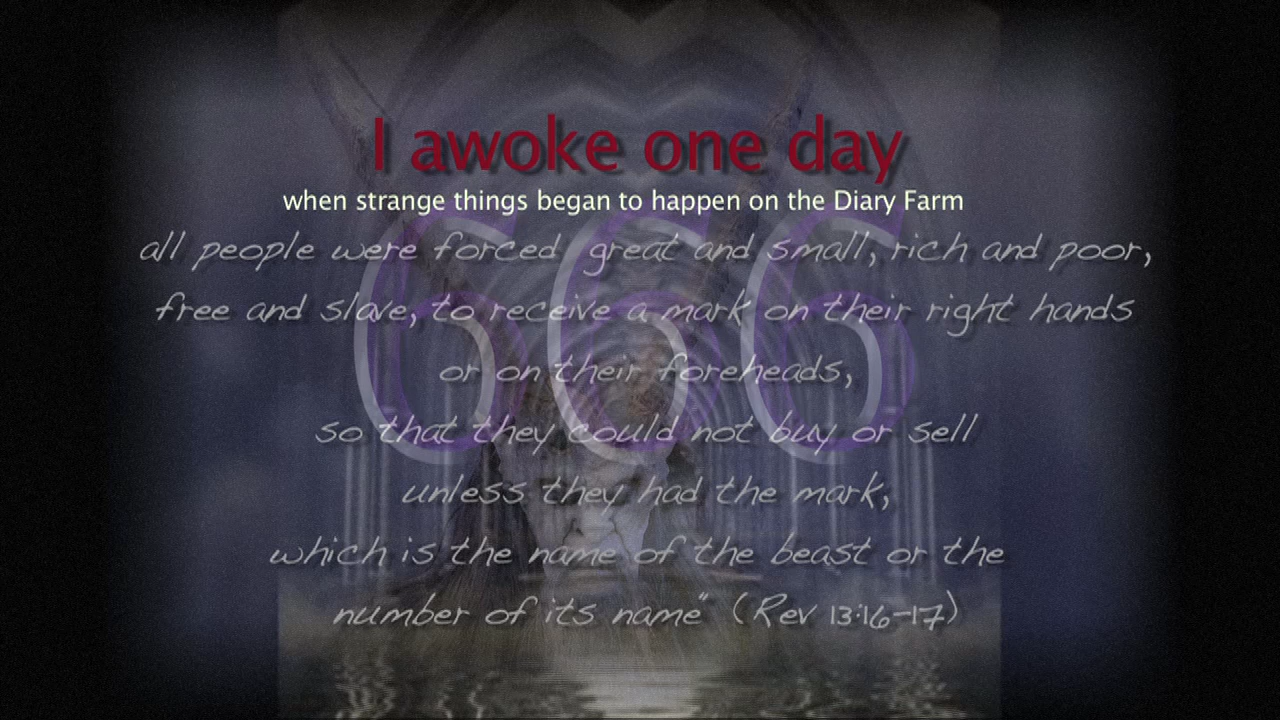 I awoke one day
when strange things began to happen on the Diary Farm
666
all people were forced great and small, rich and poor,
free and slave, to receive a mark on their right hands
or on their foreheads,
so that they could not buy or sell
unless they had the mark,
which is the name of the beast or the
number of its name" (Rev 13:16-17)